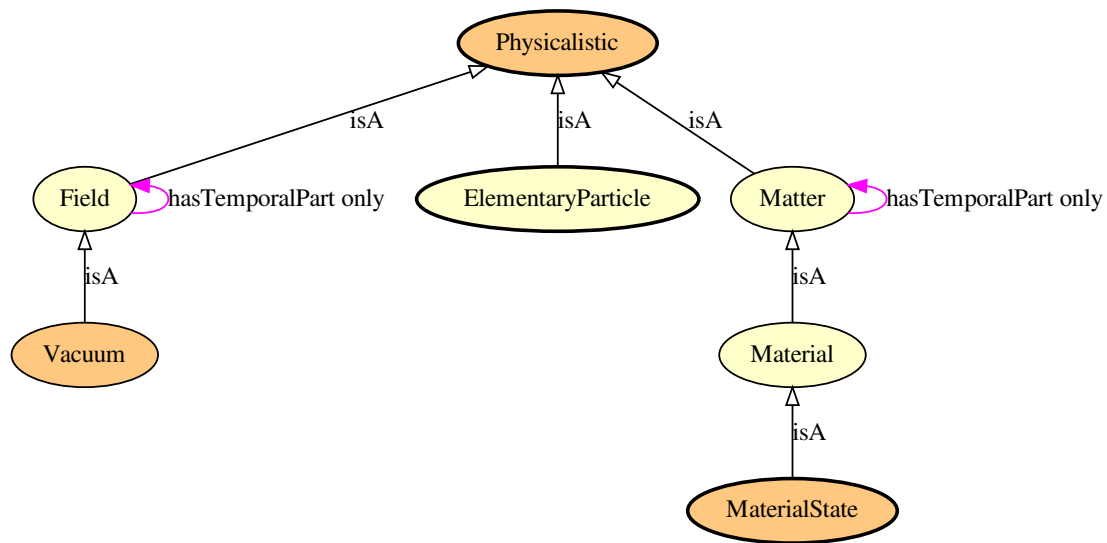 Physicalistic
isA
isA
isA
Field
hasTemporalPart only
ElementaryParticle
Matter
hasTemporalPart only
isA
isA
Vacuum
Material
isA
MaterialState